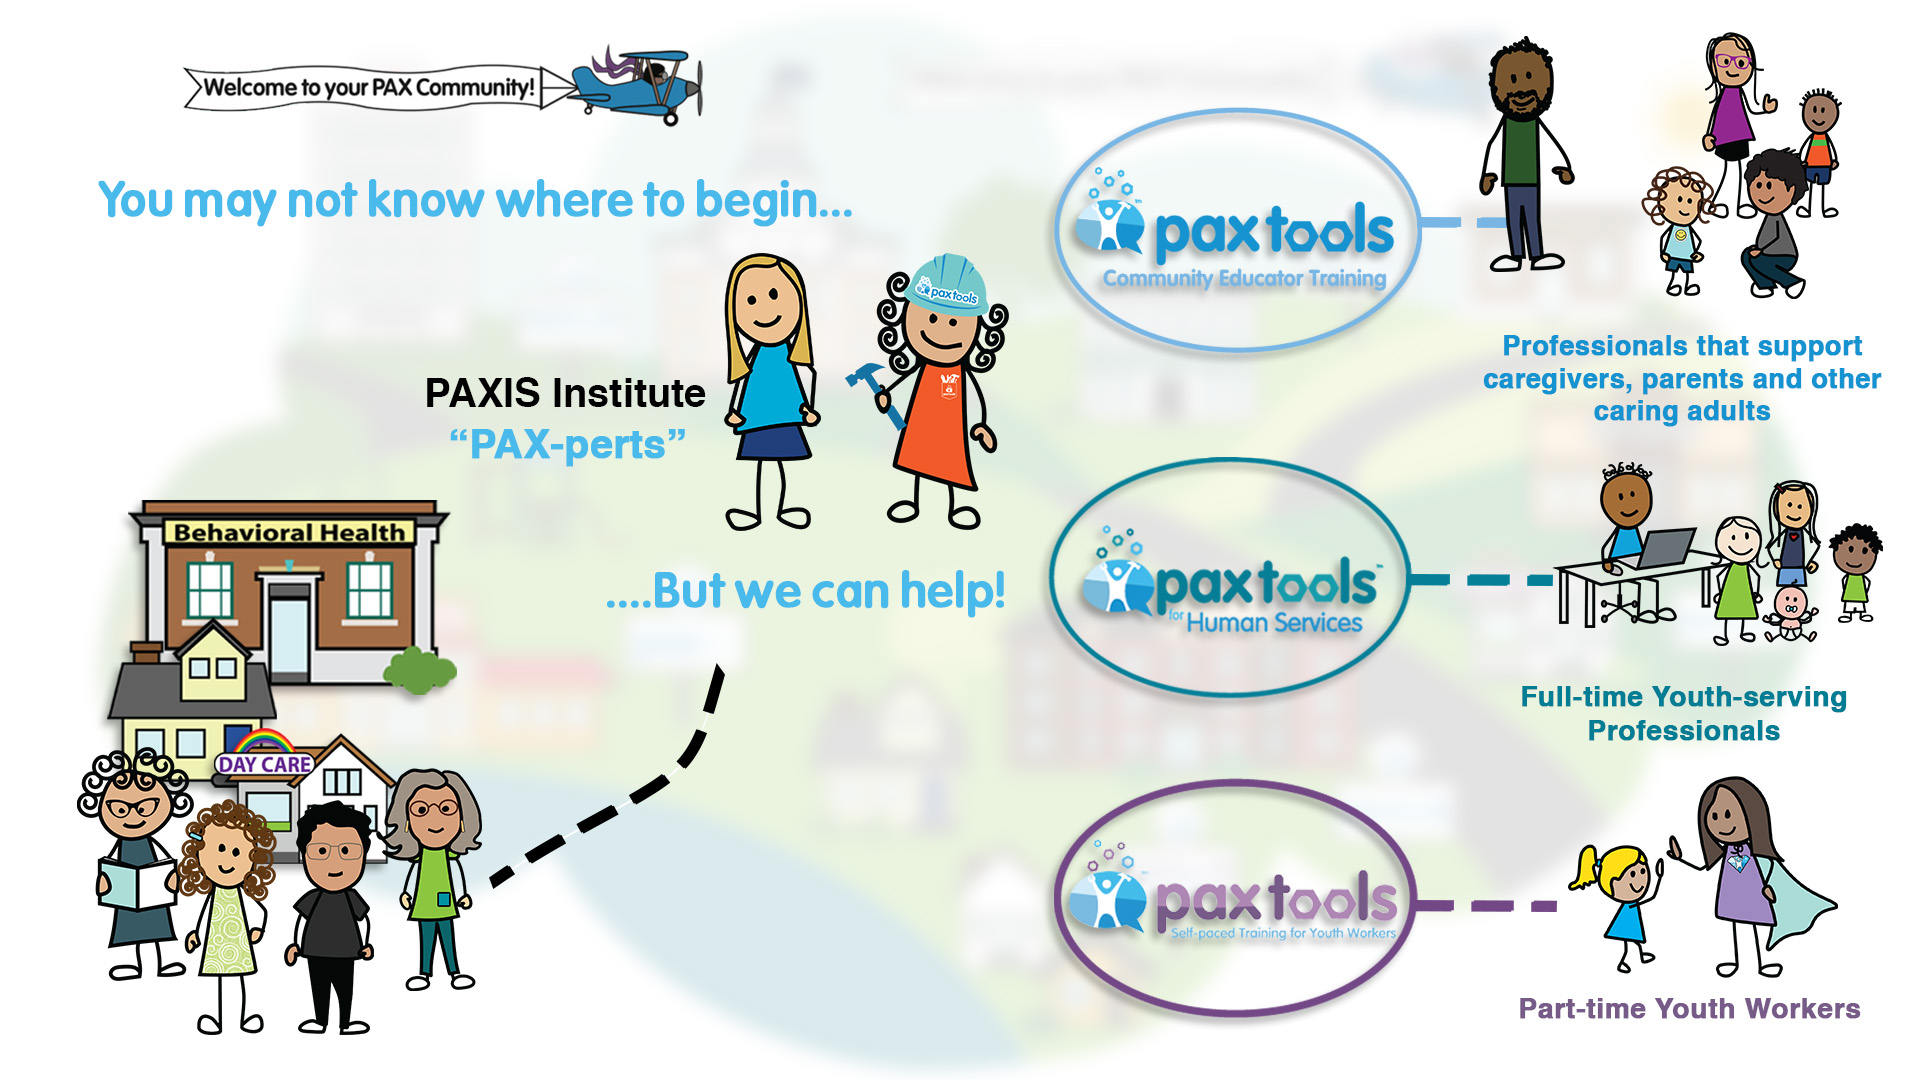 Welcome to your PAX Community!
You may not know where to begin...
PAXIS Institute
“PAX-perts”
paxtools
....But we can help!
Behavioral Health
DAY CARE
paxtools
Community Educator Training
Professionals that support
caregivers, parents and other
caring adults
paxtools™
for Human Services
Full-time Youth-serving
Professionals
paxtools
Self-paced Training for Youth Workers
Part-time Youth Workers